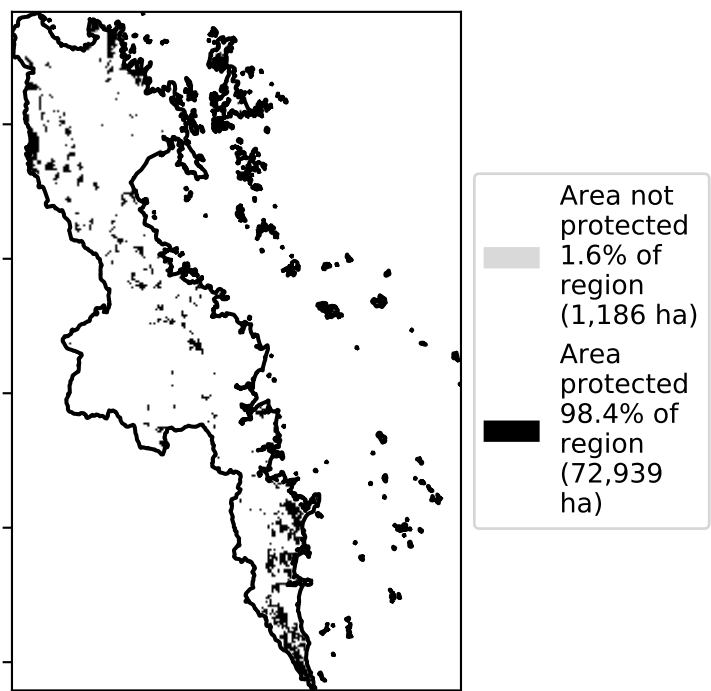 Area not
protected
1.6% of
region
(1,186 ha)
Area
protected
98.4% of
region
(72,939
ha)